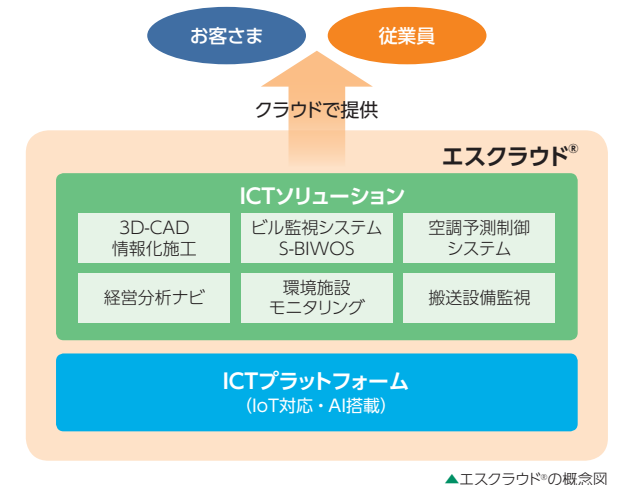 お客さま
従業員
クラウドで提供
エスクラウド®
ICTソリューション
3D-CAD
情報化施工
ビル監視システム
S-BIWOS
空調予測制御
システム
経営分析ナビ
環境施設
モニタリング
搬送設備監視
ICTプラットフォーム
（IoT対応・AI搭載）
▲エスクラウド®の概念図